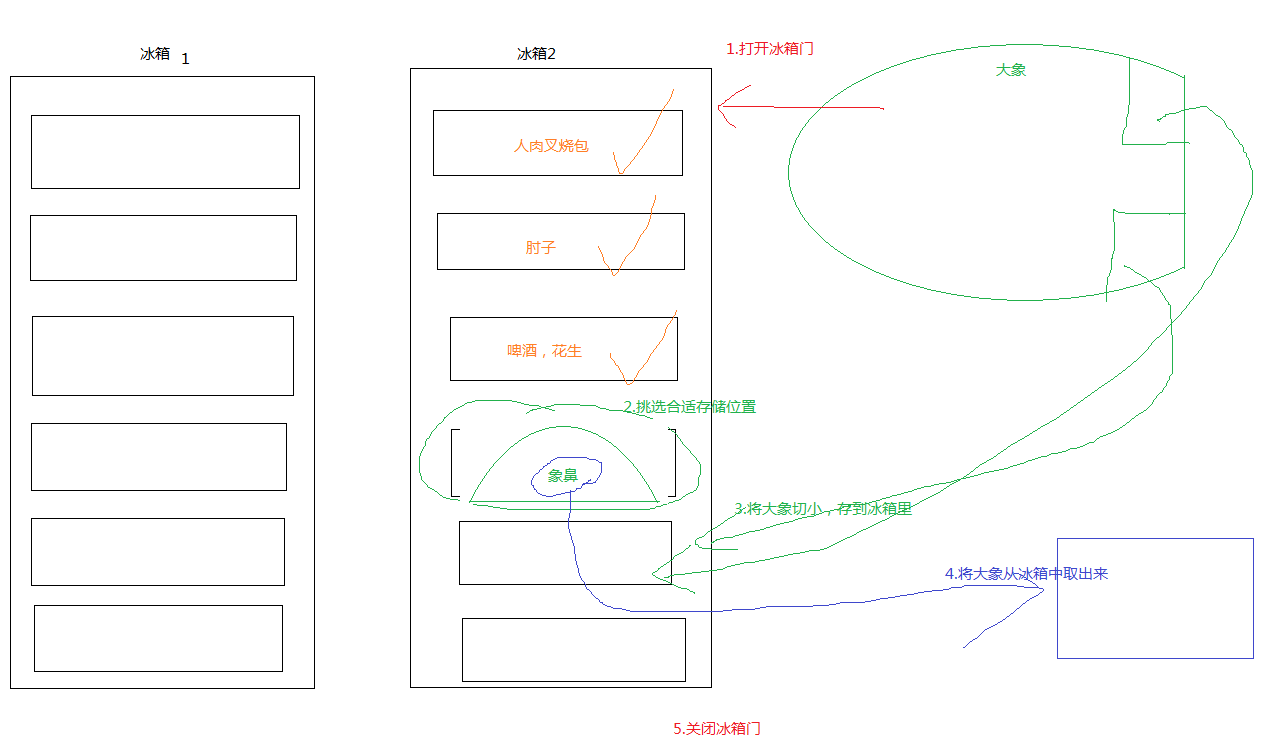 冰箱 1
冰箱2
1.打开冰箱门
大象
人肉叉烧包
肘子
啤酒，花生
2.挑选合适存储位置
象鼻
3.将大象切小，存到冰箱里
4.将大象从冰箱中取出来
5.关闭冰箱门